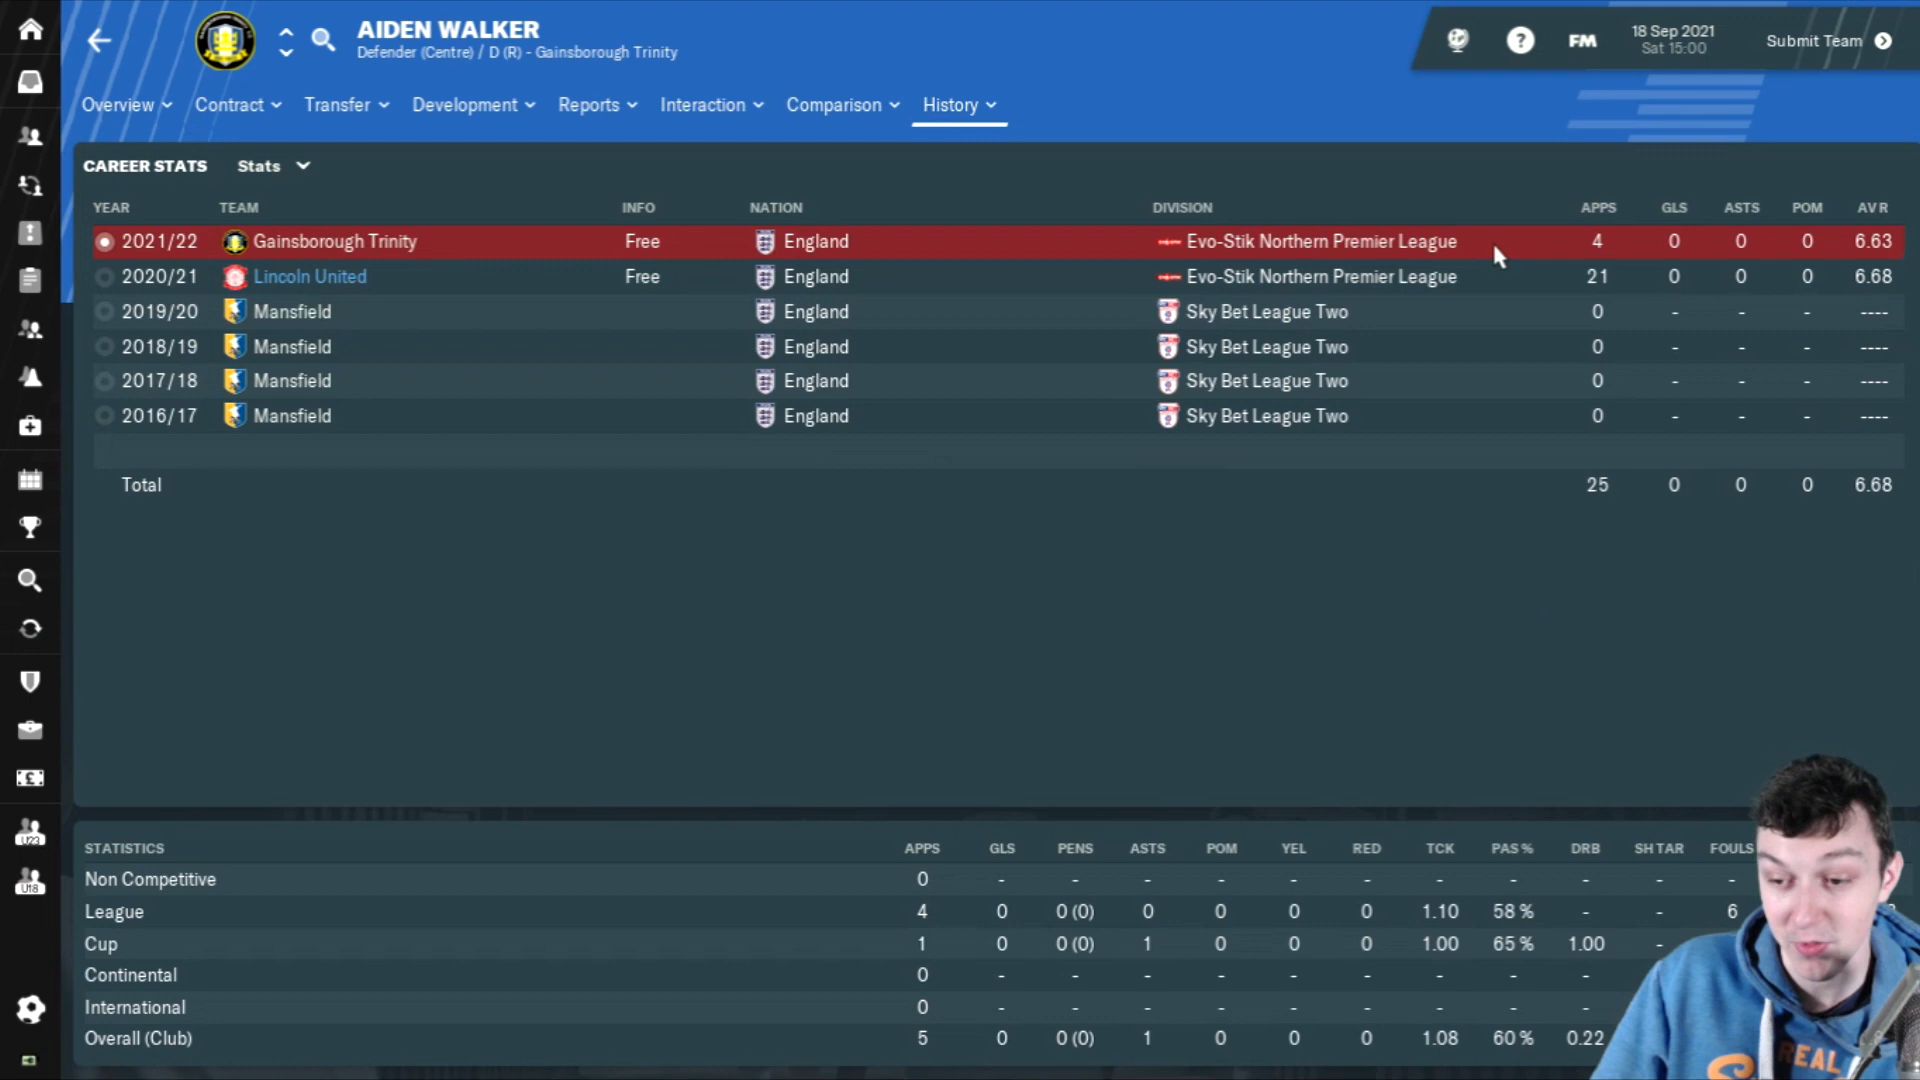 AIDEN WALKER
Defender (Centre) / D (R) - Gainsborough Trinity
FM
18 Sep 2021
Sat 15:00
Submit Team
Overview Contract Transfer Development Reports Interaction Comparison History
CAREER STATS Stats
YEAR TEAM INFO NATION DIVISION APPS GLS ASTS POM AV R
2021/22 Gainsborough Trinity Free England Evo-Stik Northern Premier League 4 0 0 0 6.63
2020/21 Lincoln United Free England Evo-Stik Northern Premier League 21 0 0 0 6.68
2019/20 Mansfield England Sky Bet League Two 0 - - - ----
2018/19 Mansfield England Sky Bet League Two 0 - - - ----
2017/18 Mansfield England Sky Bet League Two 0 - - - ----
2016/17 Mansfield England Sky Bet League Two 0 - - - ----
Total 25 0 0 0 6.68
STATISTICS APPS GLS PENS ASTS POM YEL RED TCK PAS % DRB SH TAR FOULS
Non Competitive 0 - - - - - - - - - - -
League 4 0 0 (0) 0 0 0 0 1.10 58 % - - 6
Cup 1 0 0 (0) 1 0 0 0 1.00 65 % 1.00 -
Continental 0 - - - - - - - - -
International 0 - - - - - - - - -
Overall (Club) 5 0 0 (0) 1 0 0 0 1.08 60 % 0.22
U23
U18
REAL